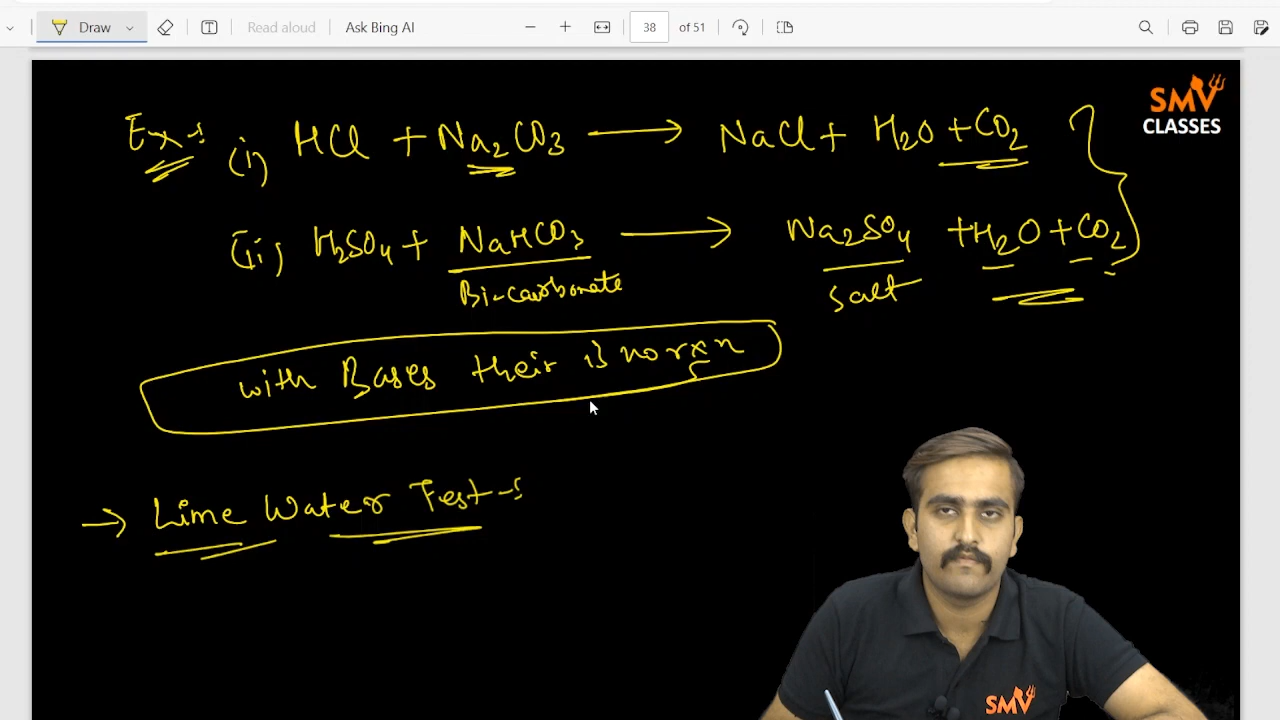 Draw
Read aloud
Ask Bing AI
38 of 51
SMV
CLASSES
Ex-: (i) HCl + Na2CO3 → NaCl + H2O + CO2
(ii) H2SO4 + NaHCO3 → Na2SO4 + H2O + CO2
Bi-carbonate
salt
with Bases their is no rxn
→ Lime Water Test-:
SMV